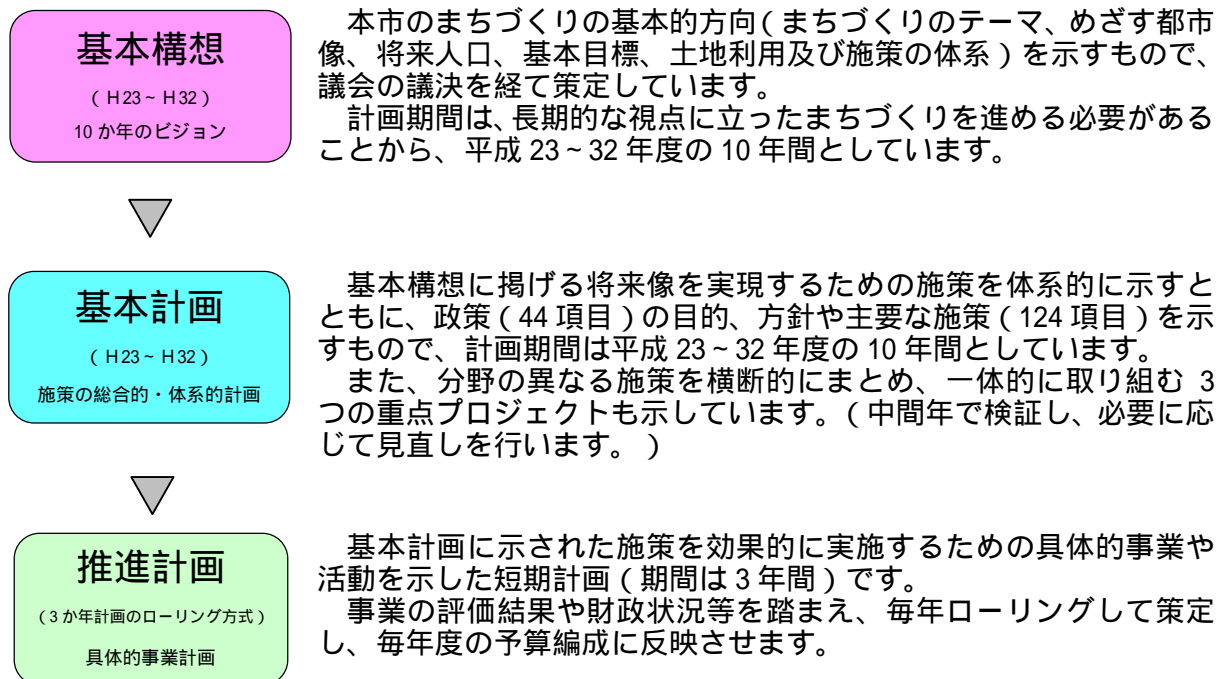 基本構想
（H23～H32）
10か年のビジョン
　本市のまちづくりの基本的方向（まちづくりのテーマ、めざす都市
像、将来人口、基本目標、土地利用及び施策の体系）を示すもので、
議会の議決を経て策定しています。
　計画期間は、長期的な視点に立ったまちづくりを進める必要がある
ことから、平成 23～32 年度の 10 年間としています。
基本計画
（H23～H32）
施策の総合的・体系的計画
　基本構想に掲げる将来像を実現するための施策を体系的に示すと
ともに、政策（44 項目）の目的、方針や主要な施策（124 項目）を示
すもので、計画期間は平成 23～32 年度の 10 年間としています。
　また、分野の異なる施策を横断的にまとめ、一体的に取り組む 3
つの重点プロジェクトも示しています。（中間年で検証し、必要に応
じて見直しを行います。）
推進計画
（3か年計画のローリング方式）
具体的事業計画
　基本計画に示された施策を効果的に実施するための具体的事業や
活動を示した短期計画（期間は 3 年間）です。
　事業の評価結果や財政状況等を踏まえ、毎年ローリングして策定
し、毎年度の予算編成に反映させます。